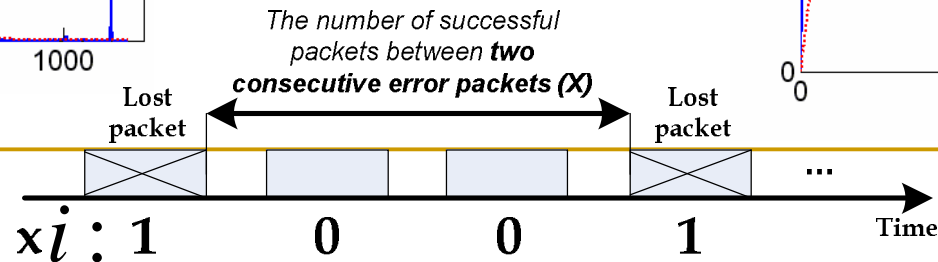 The number of successful
packets between two
consecutive error packets (X)
1000
0
0
Lost
packet
Lost
packet
...
Time
xi : 1 0 0 1